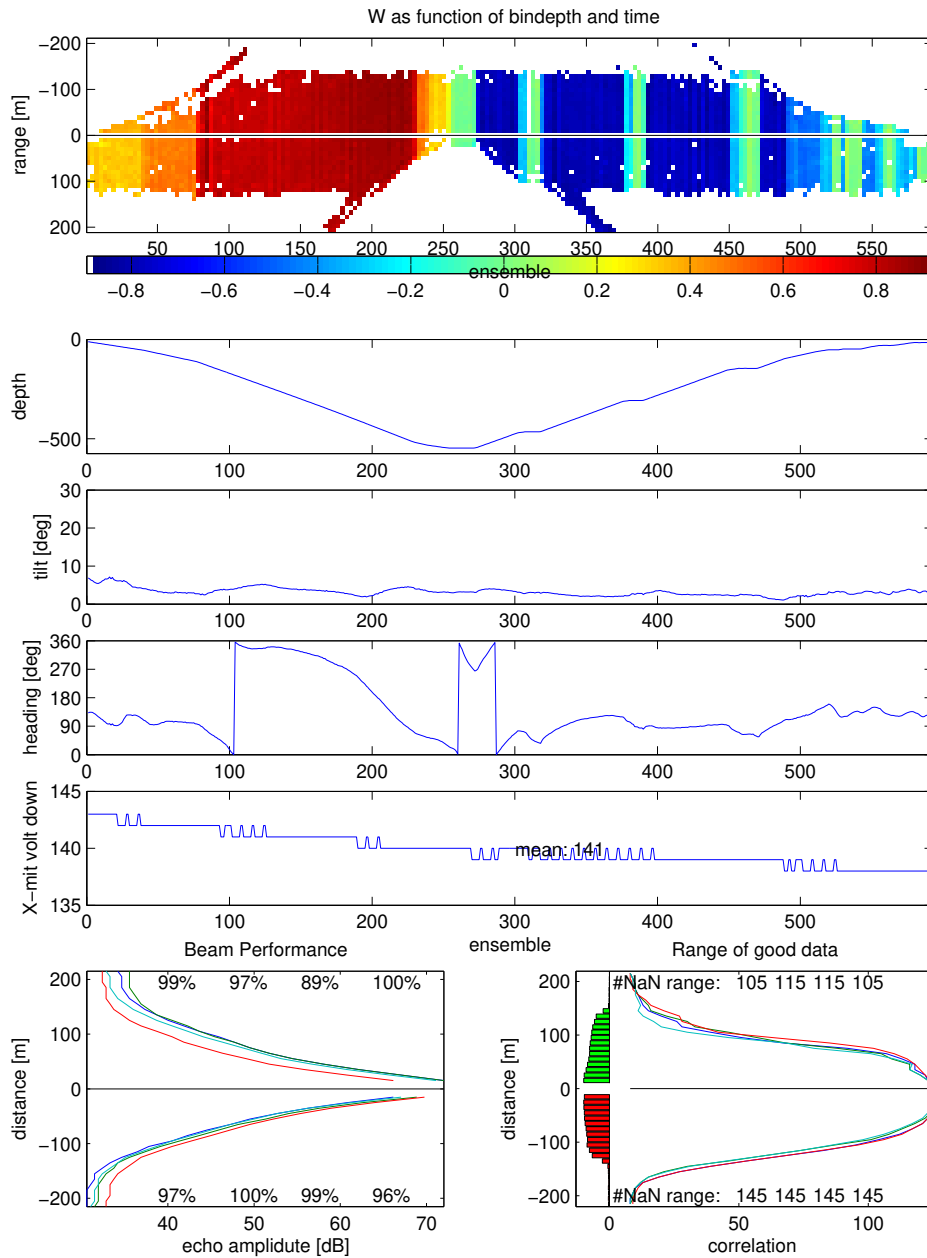 W as function of bindepth and time
−200
−100
0
100
200
range [m]
50 100 150 200 250 300 350 400 450 500 550
ensemble
−0.8 −0.6 −0.4 −0.2 0 0.2 0.4 0.6 0.8
0
−500
depth
0 100 200 300 400 500
30
20
10
0
tilt [deg]
0 100 200 300 400 500
360
270
180
90
0
heading [deg]
0 100 200 300 400 500
145
140
135
X−mit volt down
mean: 141
0 100 200 300 400 500
ensemble
Beam Performance
99% 97% 89% 100%
200
100
0
−100
−200
distance [m]
97% 100% 99% 96%
40 50 60 70
echo amplidute [dB]
Range of good data
#NaN range: 105 115 115 105
200
100
0
−100
−200
distance [m]
#NaN range: 145 145 145 145
0 50 100
correlation